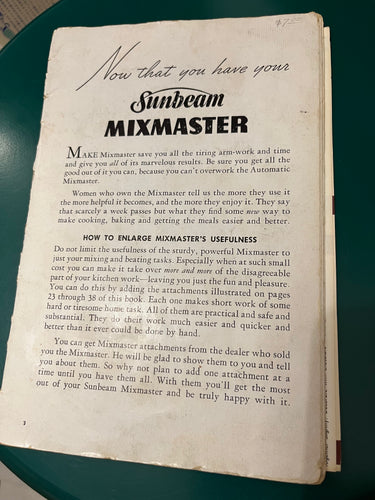 $7.00
Now that you have your
Sunbeam
MIXMASTER
MAKE Mixmaster save you all the tiring arm-work and time
and give you all of its marvelous results. Be sure you get all the
good out of it you can, because you can't overwork the Automatic
Mixmaster.
Women who own the Mixmaster tell us the more they use it
the more helpful it becomes, and the more they enjoy it. They say
that scarcely a week passes but what they find some new way to
make cooking, baking and getting the meals easier and better.
HOW TO ENLARGE MIXMASTER'S USEFULNESS
Do not limit the usefulness of the sturdy, powerful Mixmaster to
just your mixing and beating tasks. Especially when at such small
cost you can make it take over more and more of the disagreeable
part of your kitchen work—leaving you just the fun and pleasure.
You can do this by adding the attachments illustrated on pages
23 through 38 of this book. Each one makes short work of some
hard or tiresome home task. All of them are practical and safe and
substantial. They do their work much easier and quicker and
better than it ever could be done by hand.
You can get Mixmaster attachments from the dealer who sold
you the Mixmaster. He will be glad to show them to you and tell
you about them. So why not plan to add one attachment at a
time until you have them all. With them you'll get the most
out of your Sunbeam Mixmaster and be truly happy with it.
3